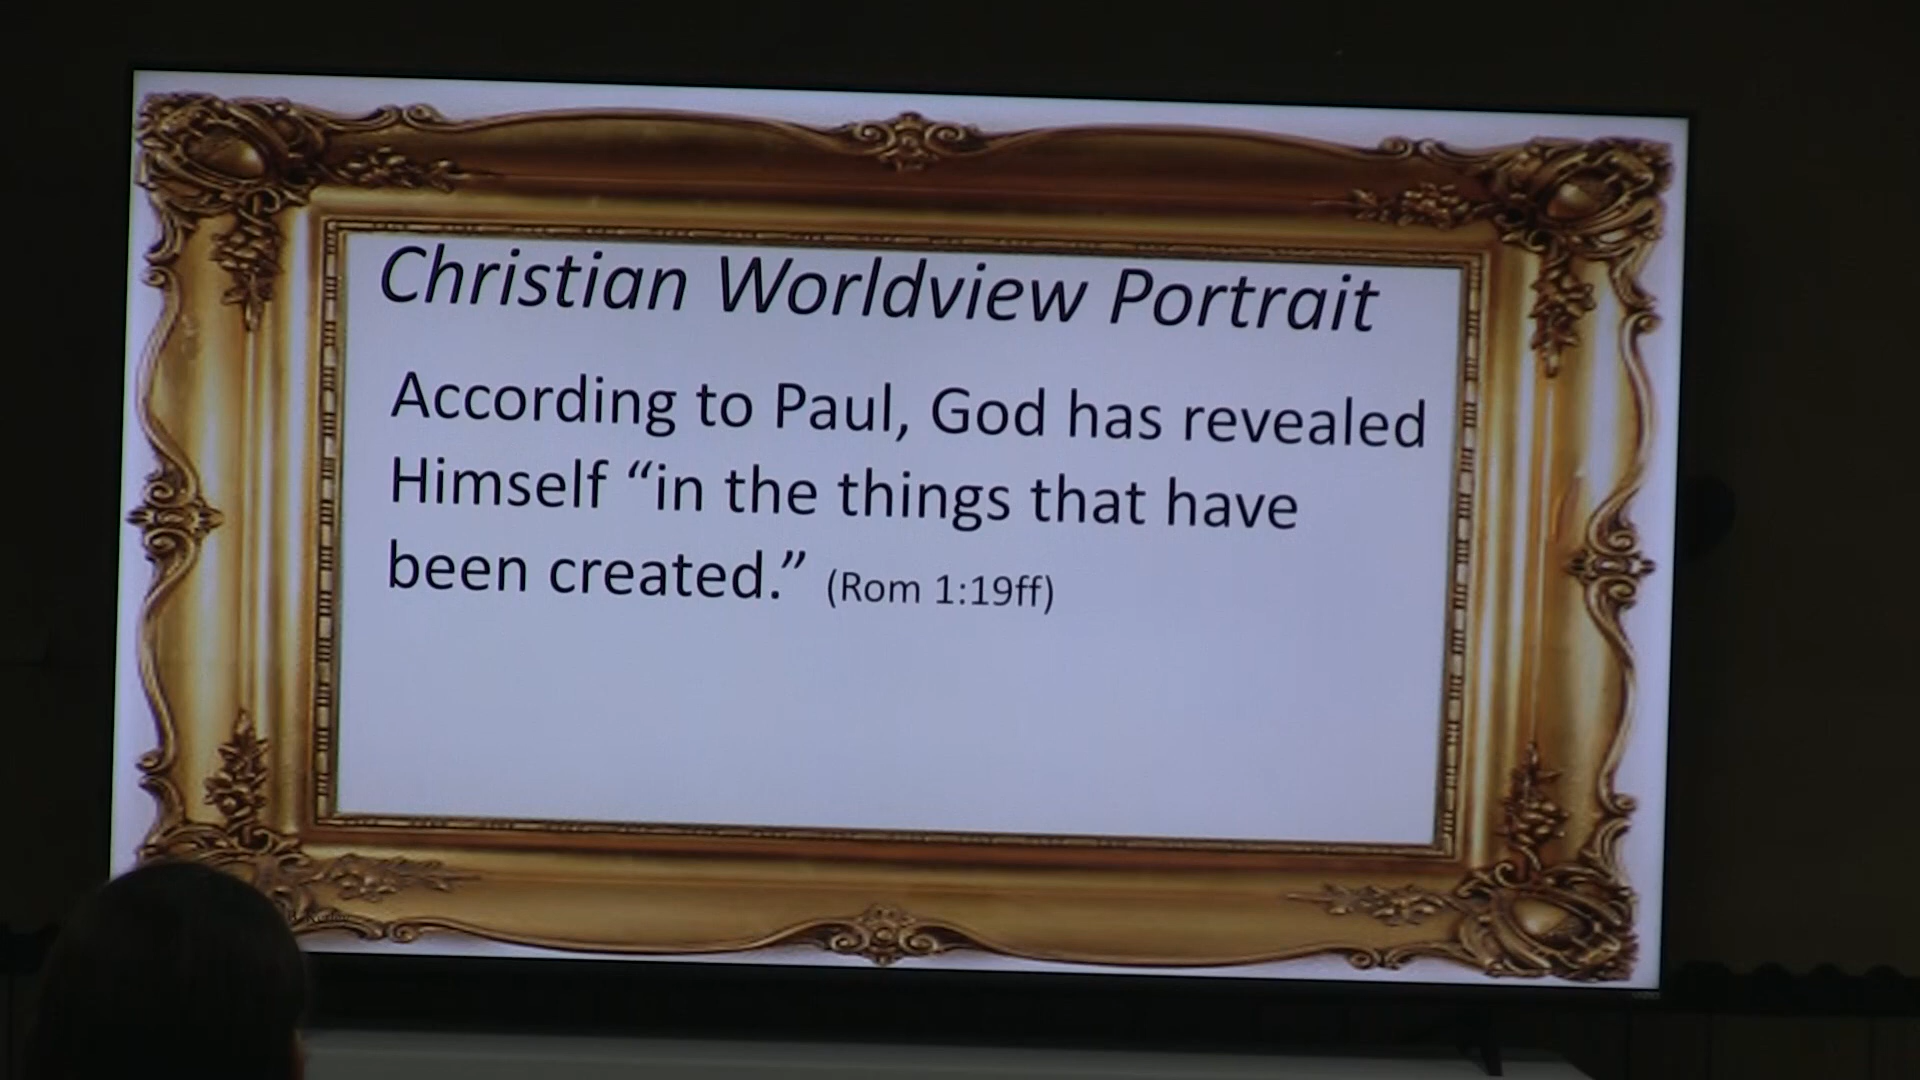 Christian Worldview Portrait
According to Paul, God has revealed
Himself “in the things that have
been created.” (Rom 1:19ff)